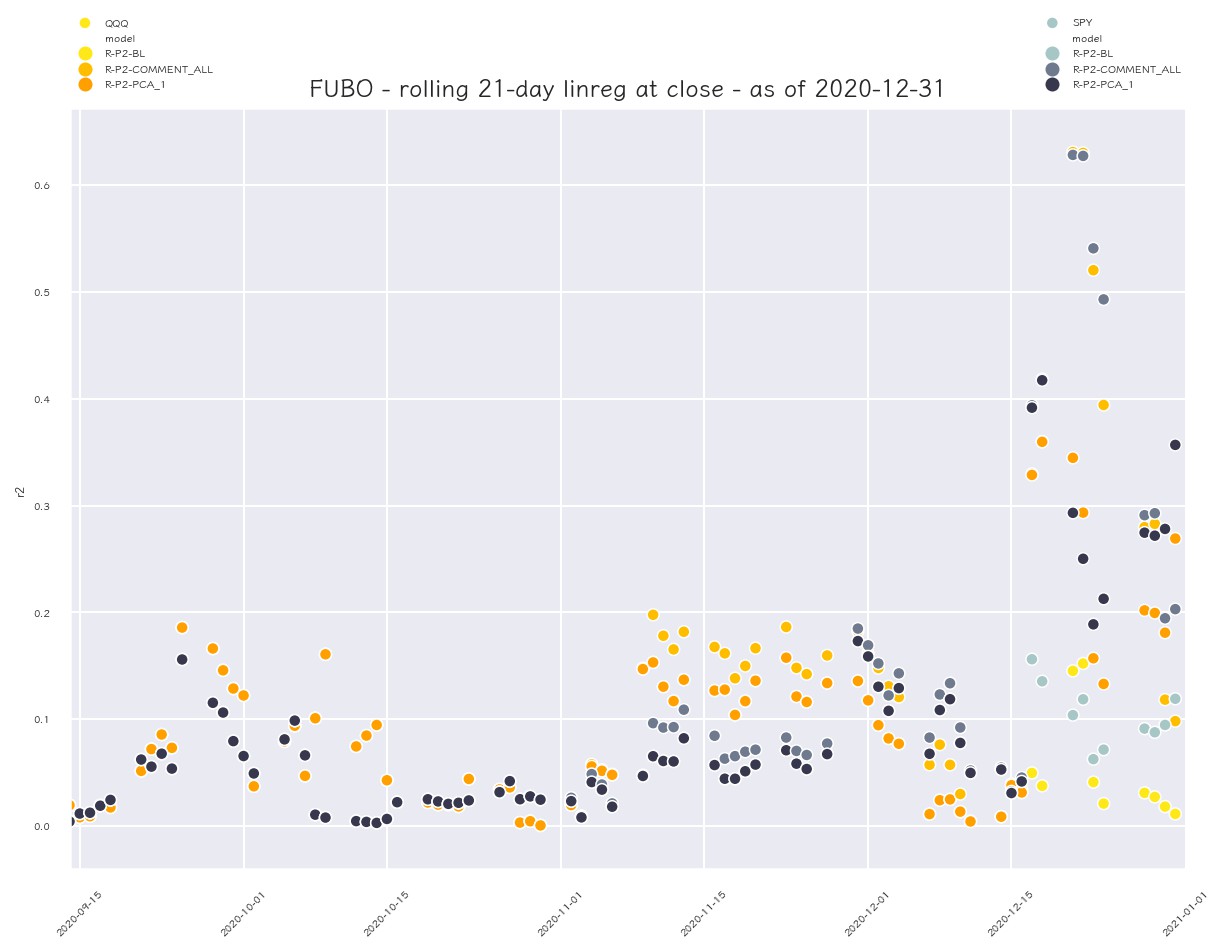 QQQ
model
R-P2-BL
R-P2-COMMENT_ALL
R-P2-PCA_1
SPY
model
R-P2-BL
R-P2-COMMENT_ALL
R-P2-PCA_1
FUBO - rolling 21-day linreg at close - as of 2020-12-31
r2
0.6
0.5
0.4
0.3
0.2
0.1
0.0
2020-09-15
2020-10-01
2020-10-15
2020-11-01
2020-11-15
2020-12-01
2020-12-15
2021-01-01